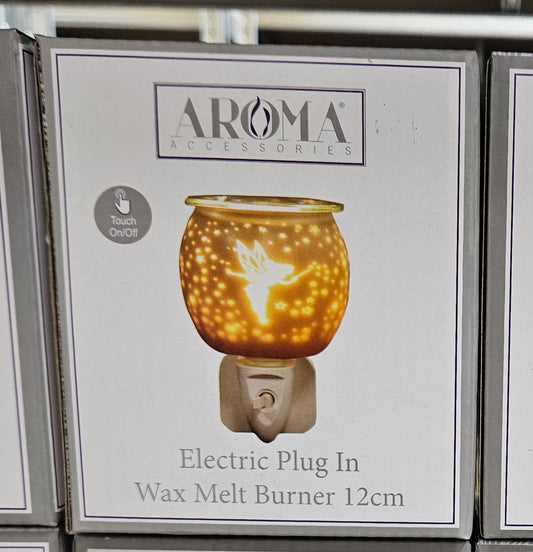 AROMA®
ACCESSORIES
Touch
On/Off
Electric Plug In
Wax Melt Burner 12cm